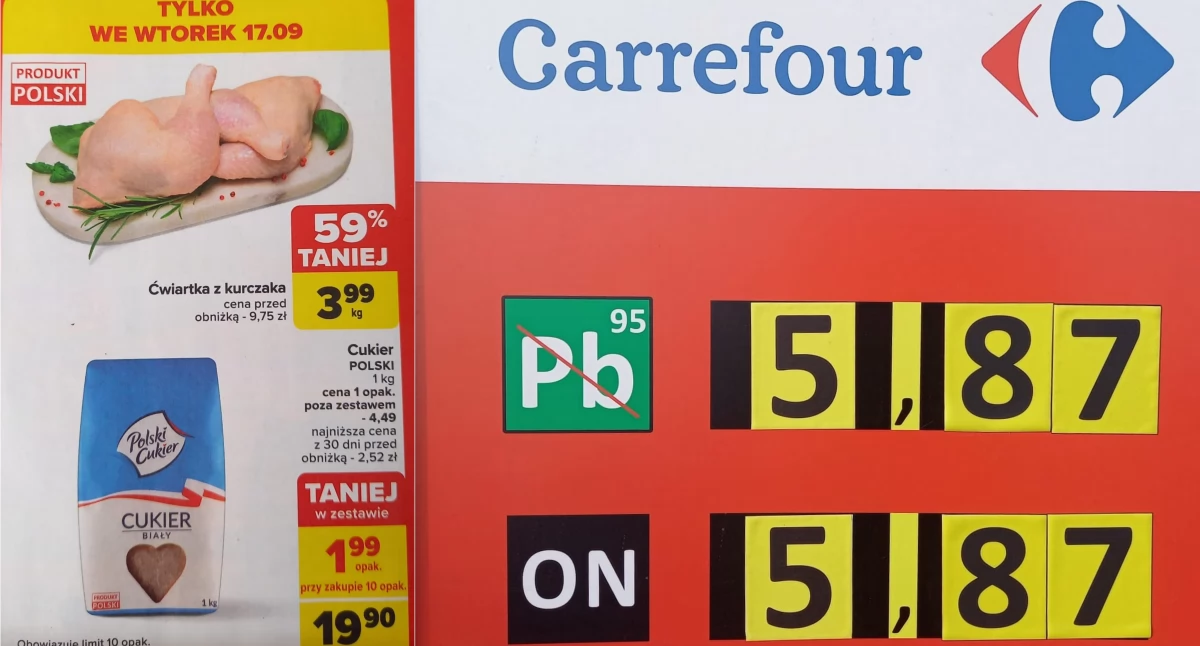 TYLKO
WE WTOREK 17.09
PRODUKT
POLSKI
59%
TANIEJ
Ćwiartka z kurczaka
cena przed
obniżką - 9,75 zł
3 99
kg
Cukier
POLSKI
1 kg
cena 1 opak.
poza zestawem
- 4,49
najniższa cena
z 30 dni przed
obniżką - 2,52 zł
Polski
Cukier
CUKIER
BIAŁY
PRODUKT
POLSKI
1 kg
TANIEJ
w zestawie
1 99
opak.
przy zakupie 10 opak.
19 90
Obowiązuje limit 10 opak.
Carrefour
Pb 95
5,87
ON
5,87